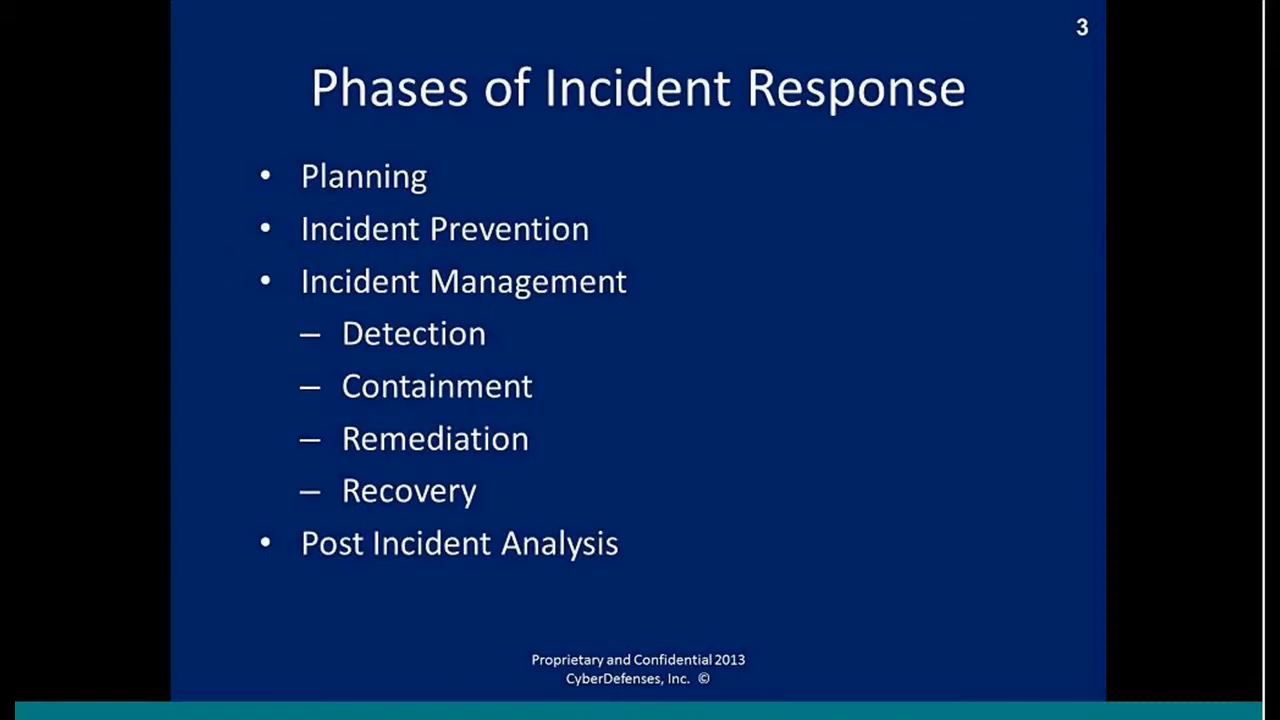 3
Phases of Incident Response
• Planning
• Incident Prevention
• Incident Management
– Detection
– Containment
– Remediation
– Recovery
• Post Incident Analysis
Proprietary and Confidential 2013
CyberDefenses, Inc. ©